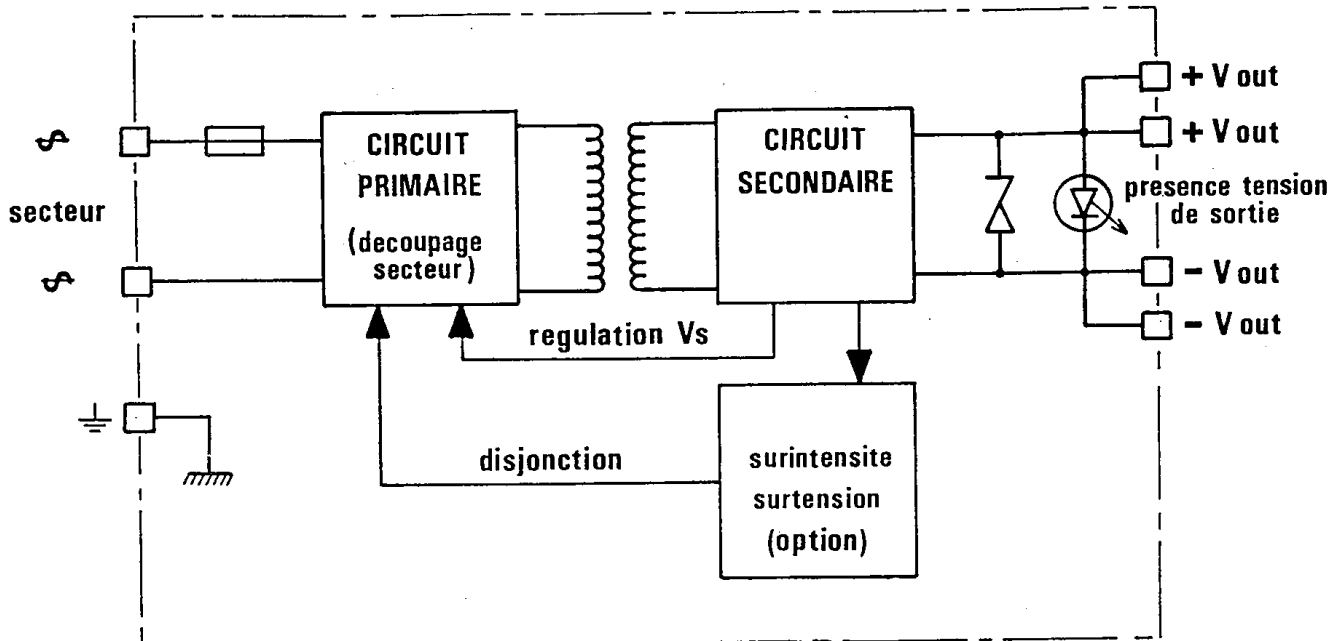 + V out
+ V out
CIRCUIT
PRIMAIRE
(decoupage
secteur)
CIRCUIT
SECONDAIRE
presence tension
de sortie
secteur
- V out
- V out
regulation Vs
disjonction
surintensite
surtension
(option)